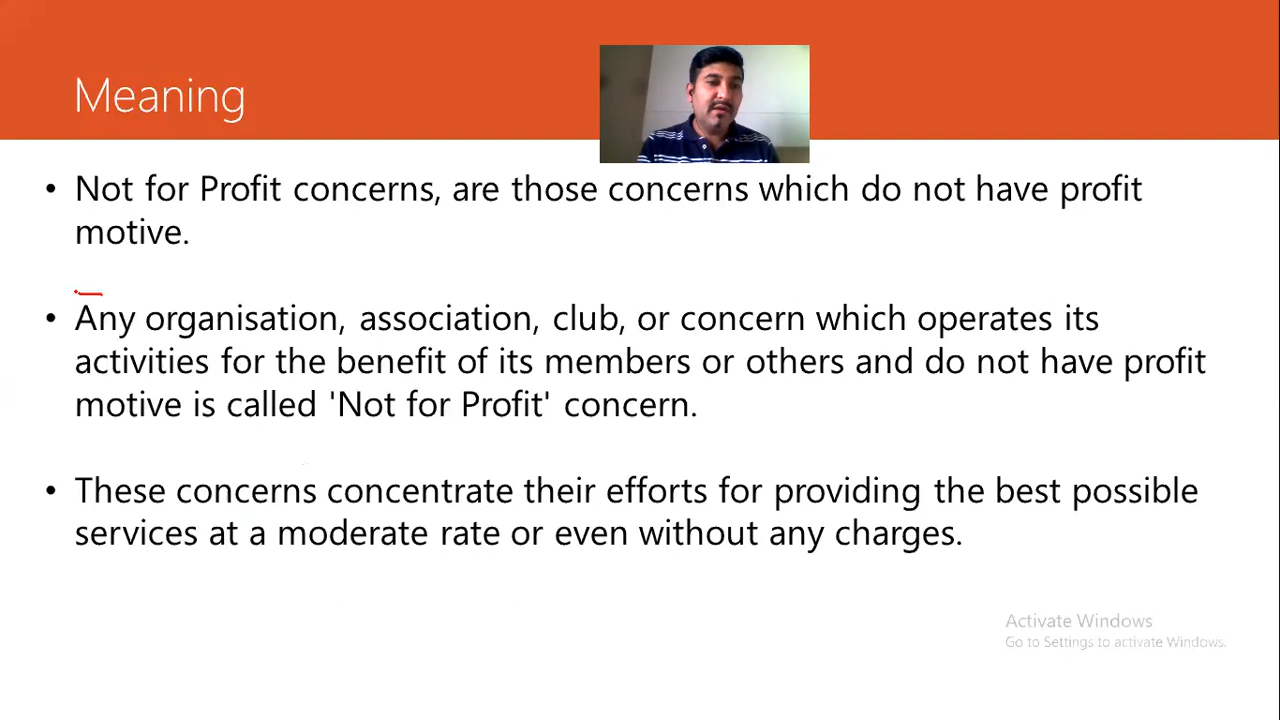 Meaning
• Not for Profit concerns, are those concerns which do not have profit
motive.
• Any organisation, association, club, or concern which operates its
activities for the benefit of its members or others and do not have profit
motive is called 'Not for Profit' concern.
• These concerns concentrate their efforts for providing the best possible
services at a moderate rate or even without any charges.
Activate Windows
Go to Settings to activate Windows.